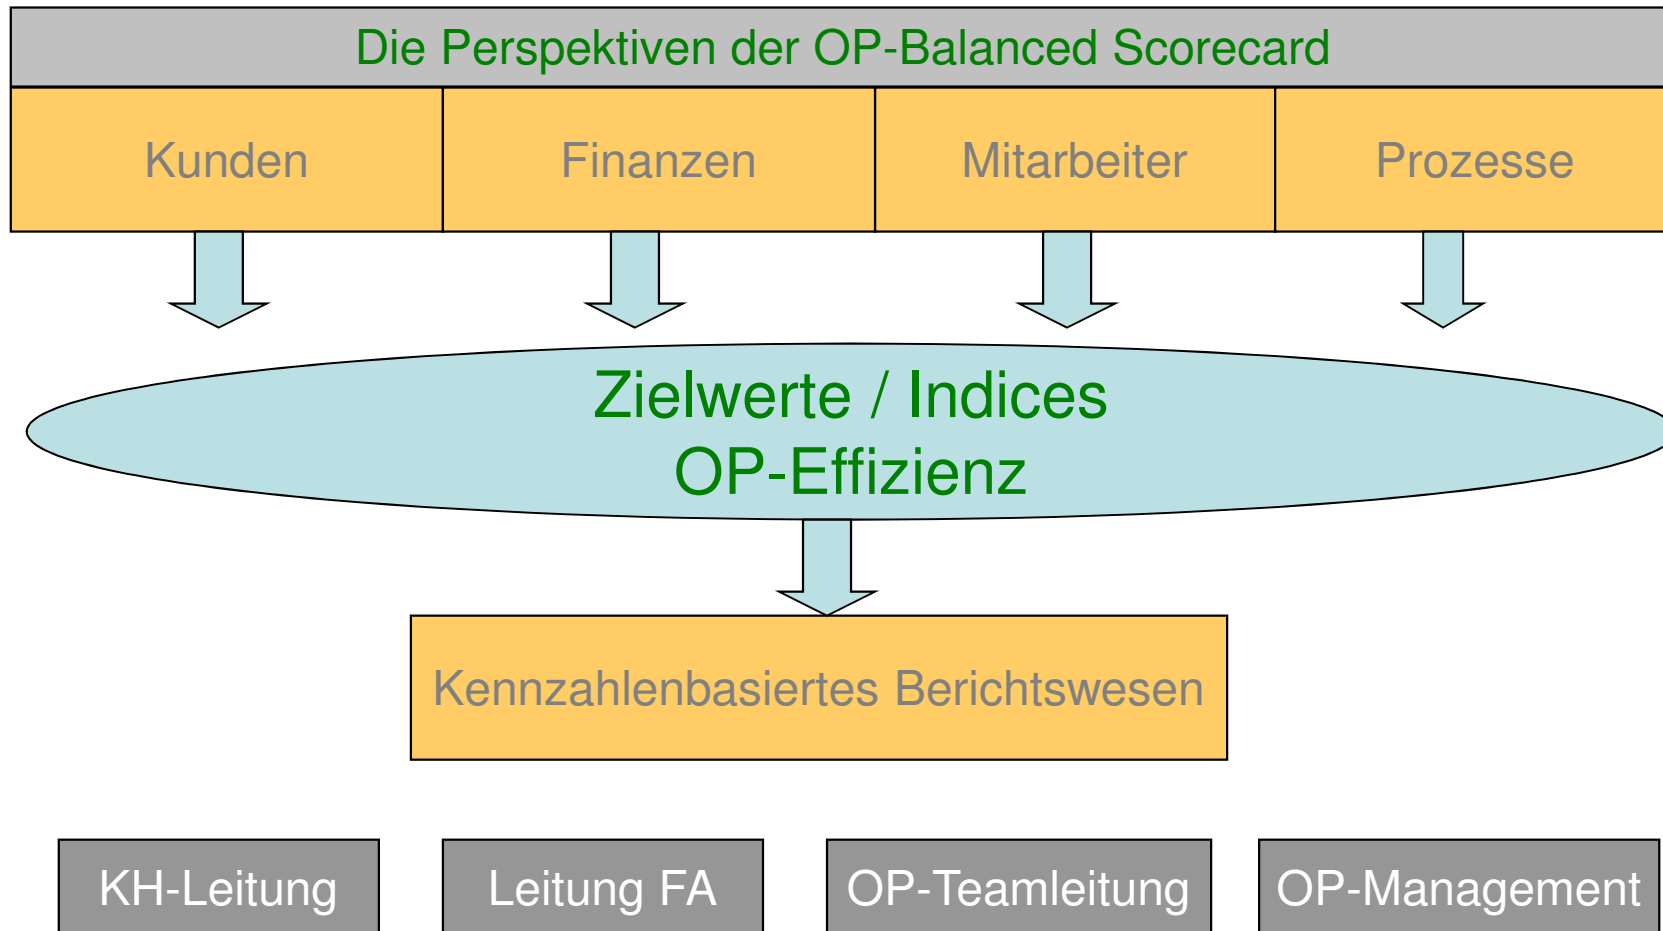 Die Perspektiven der OP-Balanced Scorecard
Kunden
Finanzen
Mitarbeiter
Prozesse
Zielwerte / Indices
OP-Effizienz
Kennzahlenbasiertes Berichtswesen
KH-Leitung
Leitung FA
OP-Teamleitung
OP-Management